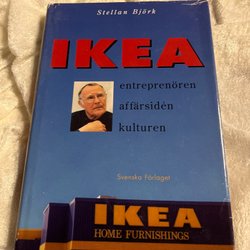 Stellan Björk
IKEA
entreprenören
affärsidén
kulturen
Svenska Förlaget
IKEA
HOME FURNISHINGS